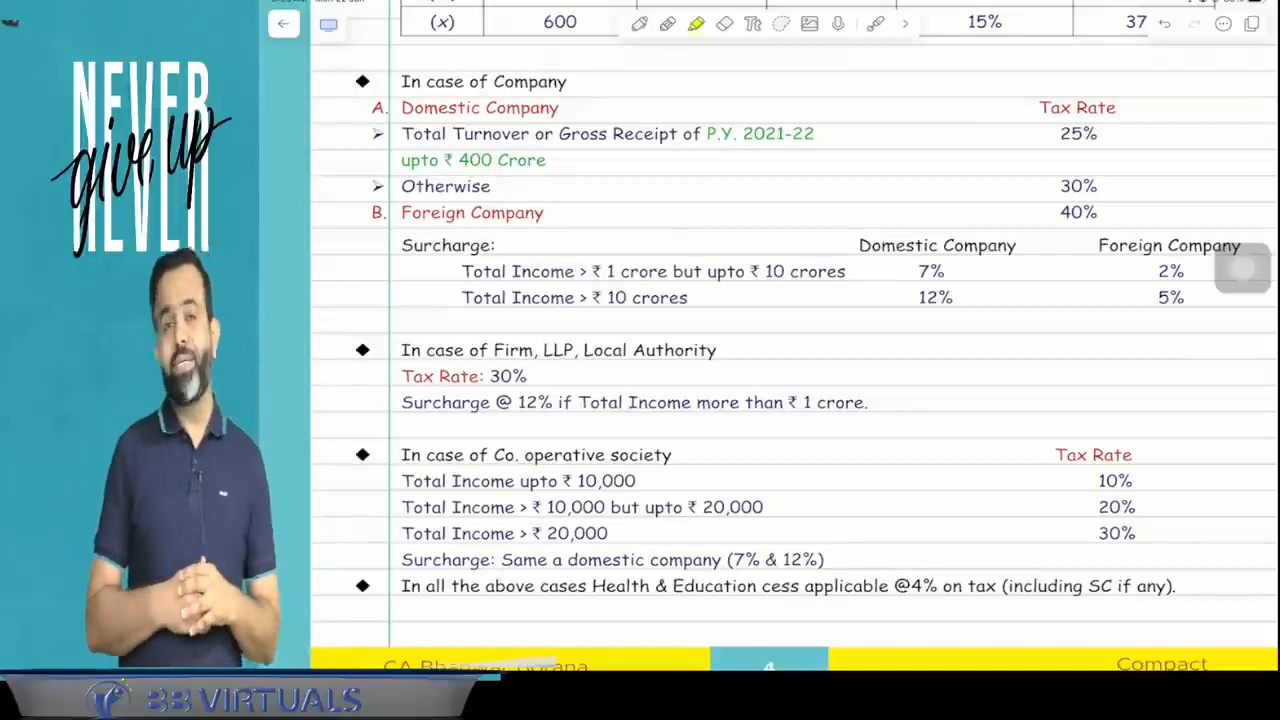 NEVER
give up
NEVER
(x) 600 15% 37
◆ In case of Company
A. Domestic Company Tax Rate
➢ Total Turnover or Gross Receipt of P.Y. 2021-22 25%
upto ₹ 400 Crore
➢ Otherwise 30%
B. Foreign Company 40%
Surcharge: Domestic Company Foreign Company
Total Income > ₹ 1 crore but upto ₹ 10 crores 7% 2%
Total Income > ₹ 10 crores 12% 5%
◆ In case of Firm, LLP, Local Authority
Tax Rate: 30%
Surcharge @ 12% if Total Income more than ₹ 1 crore.
◆ In case of Co. operative society Tax Rate
Total Income upto ₹ 10,000 10%
Total Income > ₹ 10,000 but upto ₹ 20,000 20%
Total Income > ₹ 20,000 30%
Surcharge: Same a domestic company (7% & 12%)
◆ In all the above cases Health & Education cess applicable @4% on tax (including SC if any).
CA Compact
BB VIRTUALS